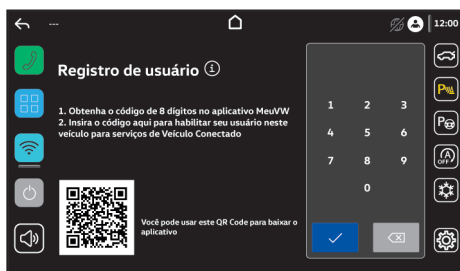 ---
12:00
Registro de usuário i
1. Obtenha o código de 8 dígitos no aplicativo MeuVW
2. Insira o código aqui para habilitar seu usuário neste
veículo para serviços de Veículo Conectado
1 2 3
4 5 6
7 8 9
0
Você pode usar este QR Code para baixar o
aplicativo
P
P
A
OFF